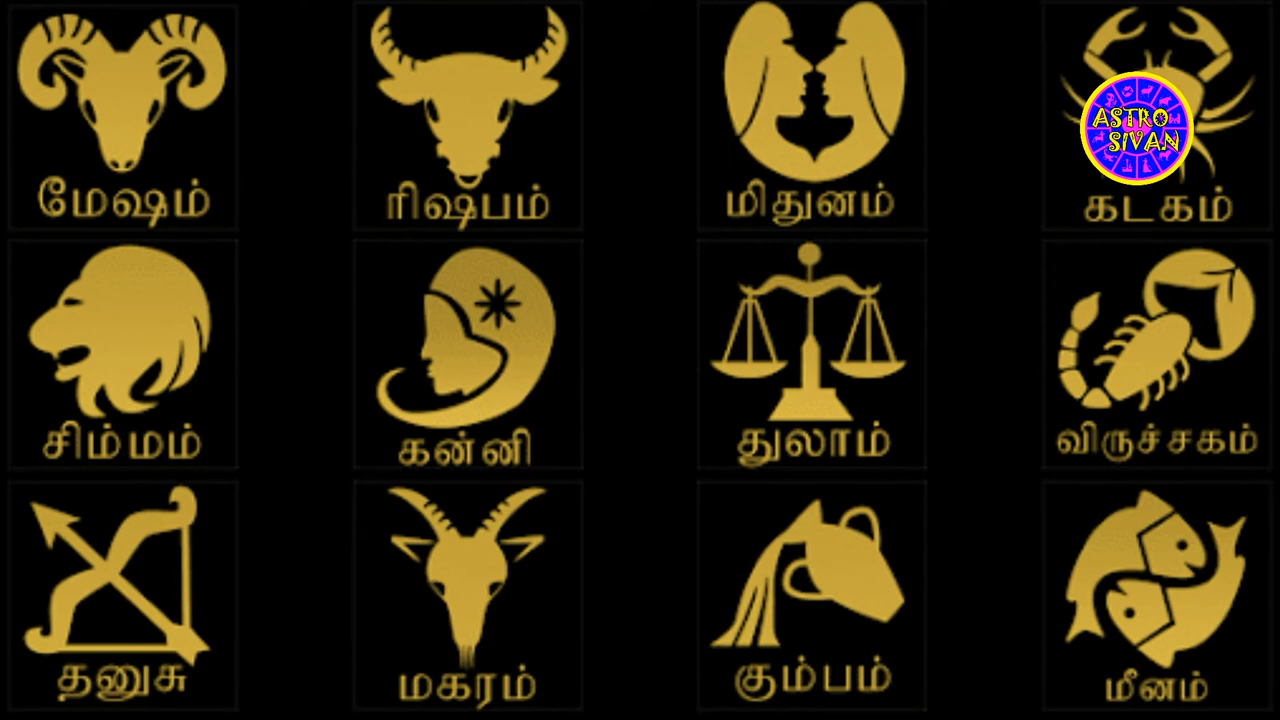 மேஷம்
ரிஷபம்
மிதுனம்
கடகம்
ASTRO
SIVAN
சிம்மம்
கன்னி
துலாம்
விருச்சகம்
தனுசு
மகரம்
கும்பம்
மீனம்